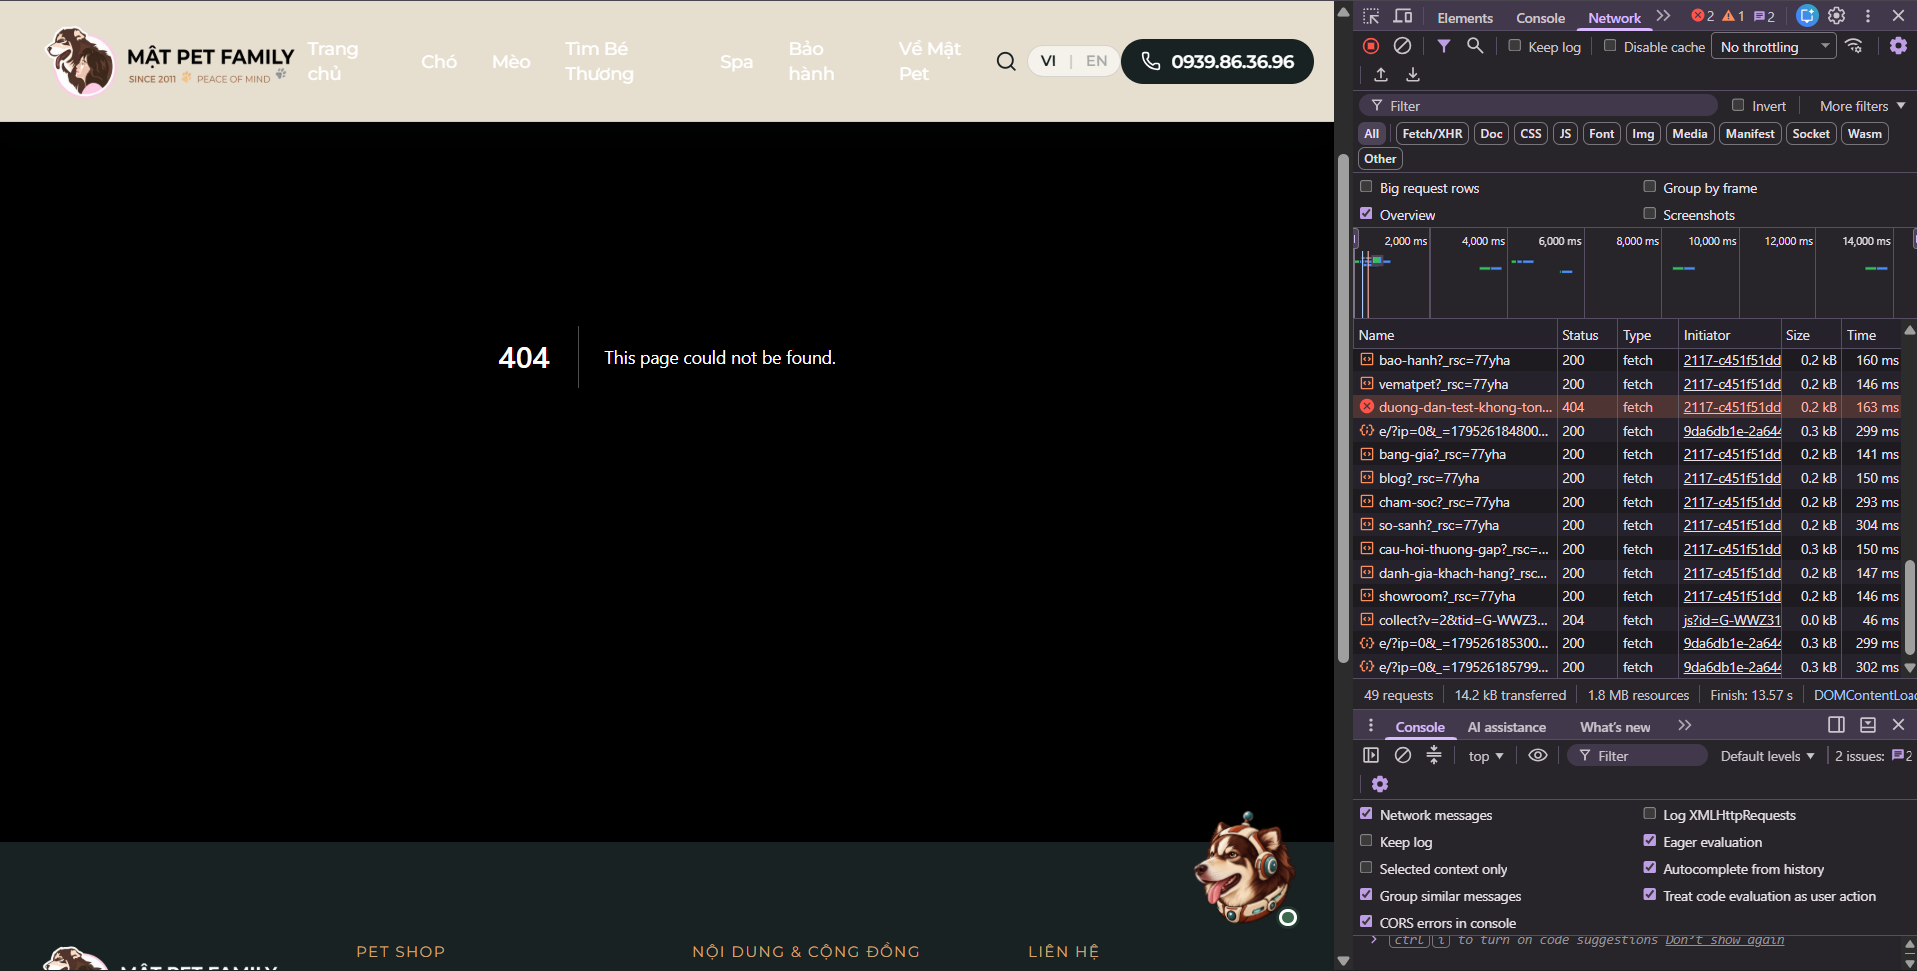 MẬT PET FAMILY
SINCE 2011 PEACE OF MIND
Trang chủ
Chó
Mèo
Tìm Bé Thương
Spa
Bảo hành
Về Mật Pet
VI | EN
0939.86.36.96
404
This page could not be found.
PET SHOP
NỘI DUNG & CỘNG ĐỒNG
LIÊN HỆ
MẬT PET FAMILY
Elements Console Network 2 1 2
Keep log Disable cache No throttling
Filter Invert More filters
All Fetch/XHR Doc CSS JS Font Img Media Manifest Socket Wasm
Other
Big request rows Group by frame
Overview Screenshots
2,000 ms 4,000 ms 6,000 ms 8,000 ms 10,000 ms 12,000 ms 14,000 ms
Name Status Type Initiator Size Time
bao-hanh?_rsc=77yha 200 fetch 2117-c451f51dd 0.2 kB 160 ms
vematpet?_rsc=77yha 200 fetch 2117-c451f51dd 0.2 kB 146 ms
duong-dan-test-khong-ton... 404 fetch 2117-c451f51dd 0.2 kB 163 ms
e/?ip=0&_=179526184800... 200 fetch 9da6db1e-2a644 0.3 kB 299 ms
bang-gia?_rsc=77yha 200 fetch 2117-c451f51dd 0.2 kB 141 ms
blog?_rsc=77yha 200 fetch 2117-c451f51dd 0.2 kB 150 ms
cham-soc?_rsc=77yha 200 fetch 2117-c451f51dd 0.2 kB 293 ms
so-sanh?_rsc=77yha 200 fetch 2117-c451f51dd 0.2 kB 304 ms
cau-hoi-thuong-gap?_rsc=... 200 fetch 2117-c451f51dd 0.3 kB 150 ms
danh-gia-khach-hang?_rsc... 200 fetch 2117-c451f51dd 0.2 kB 147 ms
showroom?_rsc=77yha 200 fetch 2117-c451f51dd 0.2 kB 146 ms
collect?v=2&tid=G-WWZ3... 204 fetch js?id=G-WWZ31 0.0 kB 46 ms
e/?ip=0&_=179526185300... 200 fetch 9da6db1e-2a644 0.3 kB 299 ms
e/?ip=0&_=179526185799... 200 fetch 9da6db1e-2a644 0.3 kB 302 ms
49 requests 14.2 kB transferred 1.8 MB resources Finish: 13.57 s DOMContentLoad
Console AI assistance What's new
top Filter Default levels 2 issues: 2
Network messages Log XMLHttpRequests
Keep log Eager evaluation
Selected context only Autocomplete from history
Group similar messages Treat code evaluation as user action
CORS errors in console
ctrl i to turn on code suggestions Don't show again